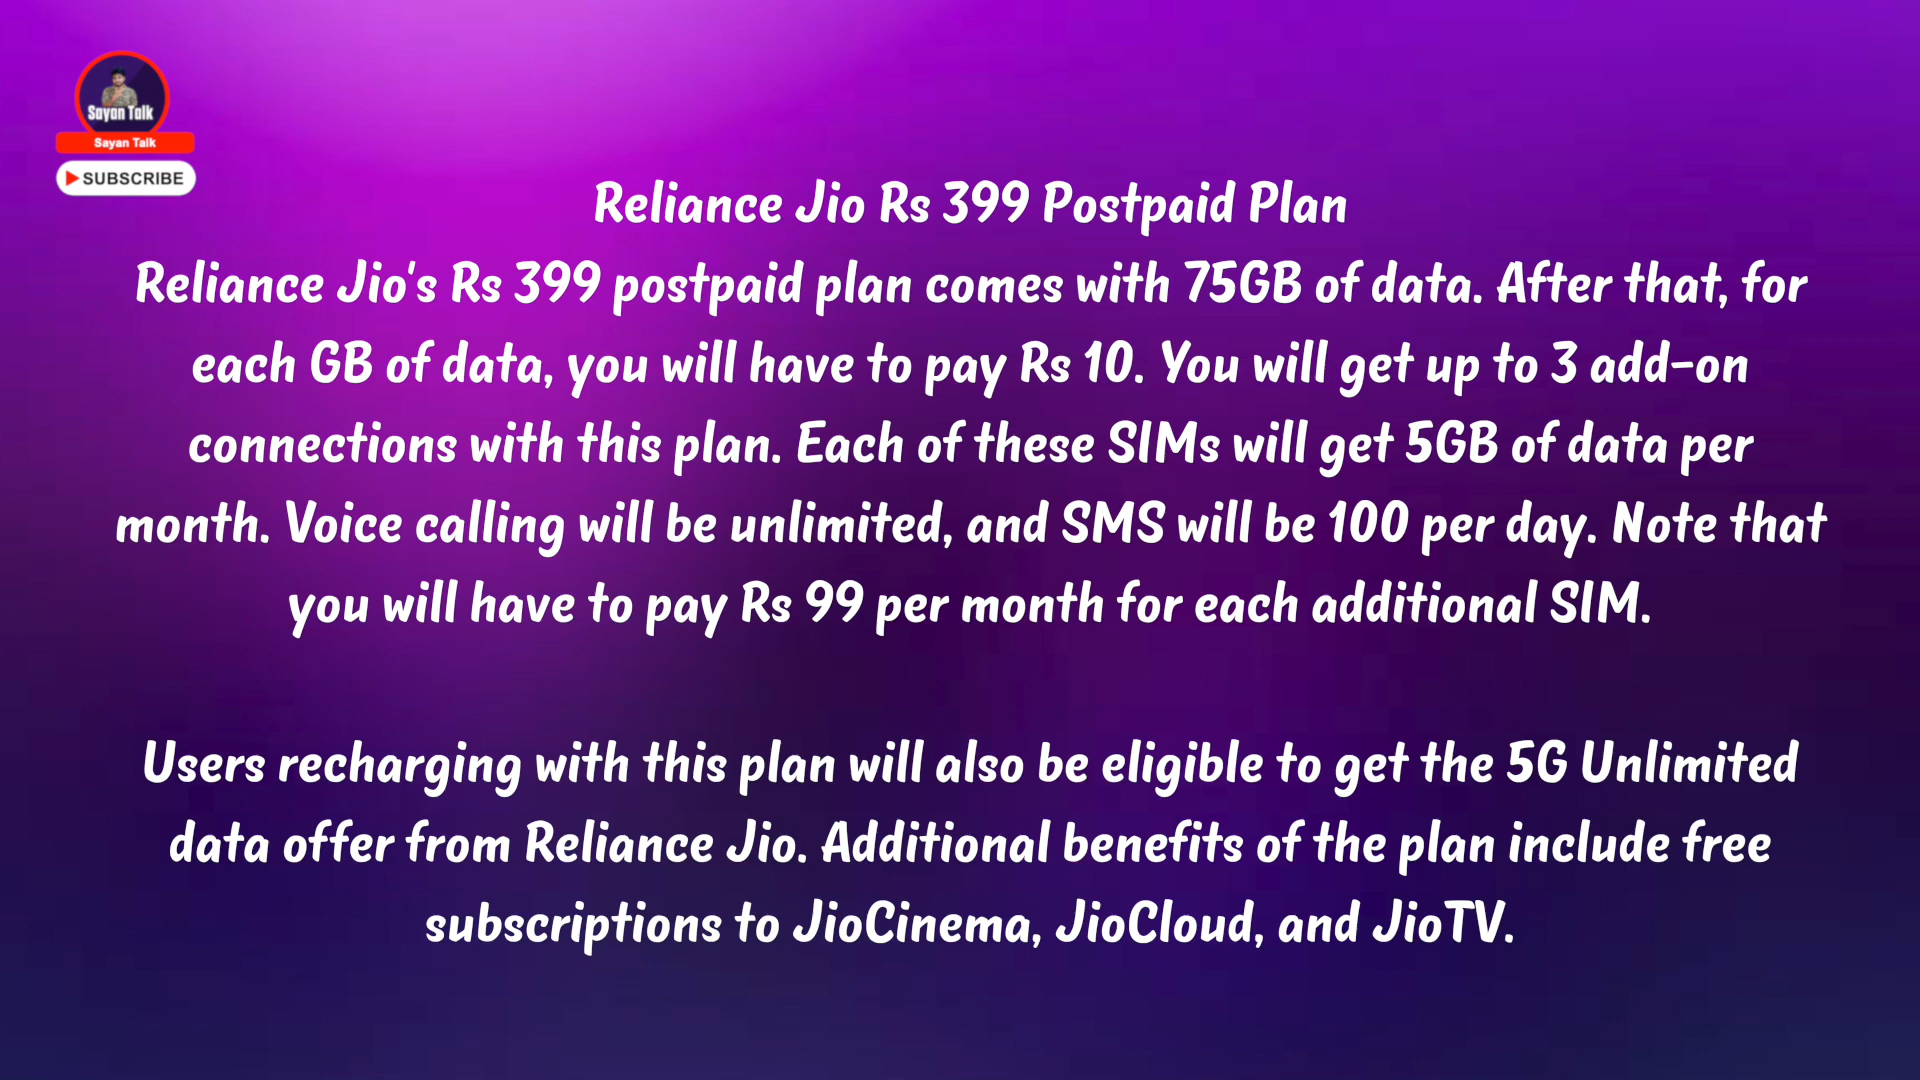 Sayan Talk
Sayan Talk
SUBSCRIBE
Reliance Jio Rs 399 Postpaid Plan
Reliance Jio's Rs 399 postpaid plan comes with 75GB of data. After that, for
each GB of data, you will have to pay Rs 10. You will get up to 3 add-on
connections with this plan. Each of these SIMs will get 5GB of data per
month. Voice calling will be unlimited, and SMS will be 100 per day. Note that
you will have to pay Rs 99 per month for each additional SIM.
Users recharging with this plan will also be eligible to get the 5G Unlimited
data offer from Reliance Jio. Additional benefits of the plan include free
subscriptions to JioCinema, JioCloud, and JioTV.